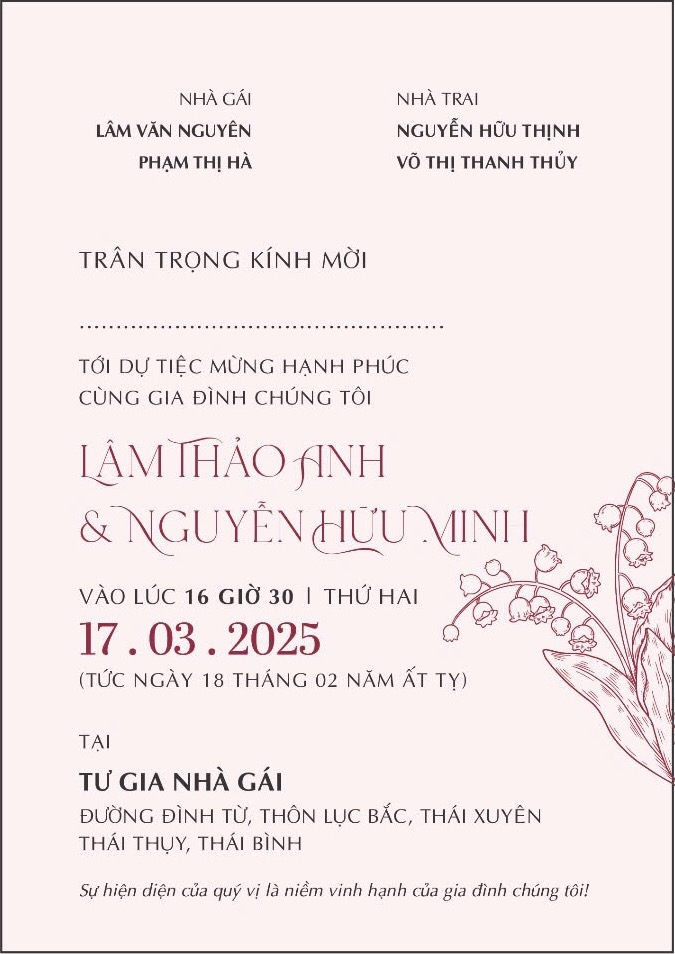 NHÀ GÁI
LÂM VĂN NGUYÊN
PHẠM THỊ HÀ
NHÀ TRAI
NGUYỄN HỮU THỊNH
VÕ THỊ THANH THỦY
TRÂN TRỌNG KÍNH MỜI
.................................................
TỚI DỰ TIỆC MỪNG HẠNH PHÚC
CÙNG GIA ĐÌNH CHÚNG TÔI
LÂM THẢO ANH
& NGUYỄN HỮU MINH
VÀO LÚC 16 GIỜ 30 | THỨ HAI
17 . 03 . 2025
(TỨC NGÀY 18 THÁNG 02 NĂM ẤT TỴ)
TẠI
TƯ GIA NHÀ GÁI
ĐƯỜNG ĐÌNH TỪ, THÔN LỤC BẮC, THÁI XUYÊN
THÁI THỤY, THÁI BÌNH
Sự hiện diện của quý vị là niềm vinh hạnh của gia đình chúng tôi!